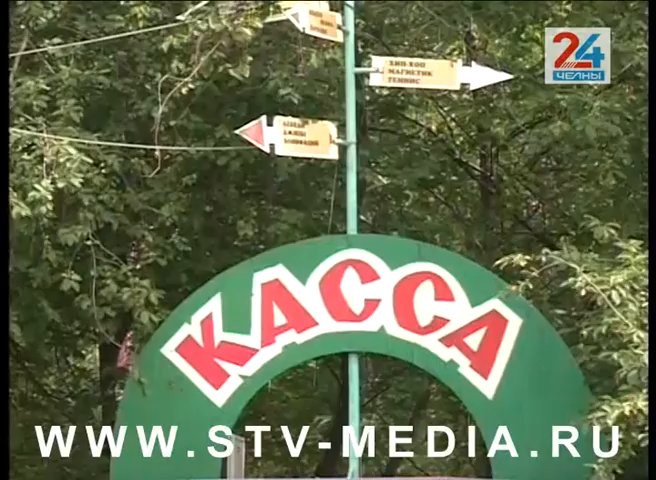 24
ЧЕЛНЫ
ХИП-ХОП
МАГНЕТИК
ТЕННИС
КАССА
WWW.STV-MEDIA.RU